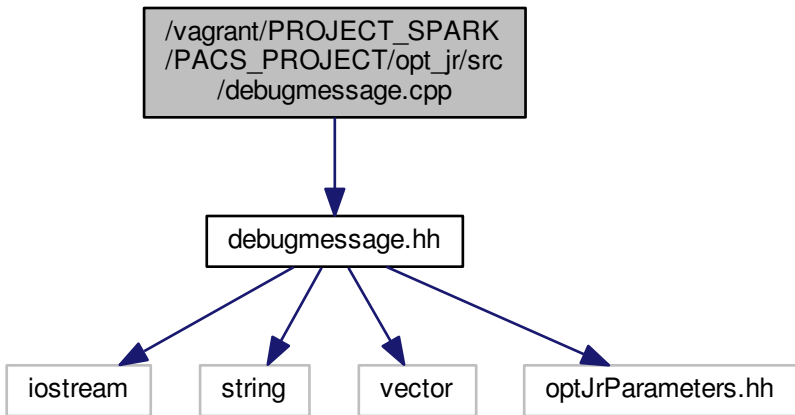 /vagrant/PROJECT_SPARK
/PACS_PROJECT/opt_jr/src
/debugmessage.cpp
debugmessage.hh
iostream
string
vector
optJrParameters.hh